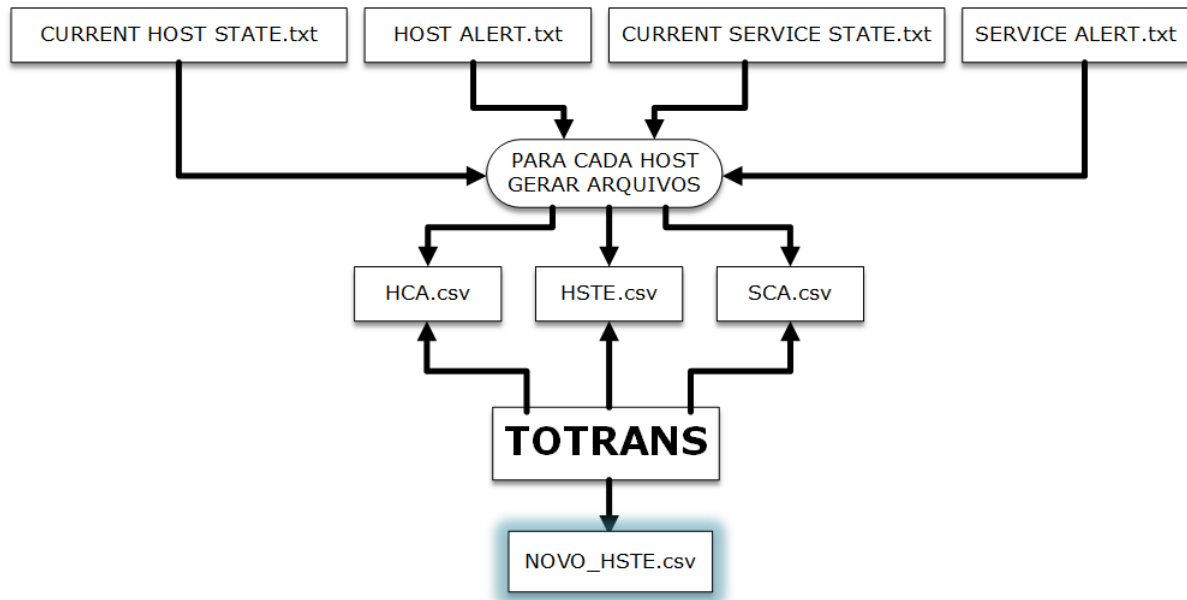 CURRENT HOST STATE.txt
HOST ALERT.txt
CURRENT SERVICE STATE.txt
SERVICE ALERT.txt
PARA CADA HOST
GERAR ARQUIVOS
HCA.csv
HSTE.csv
SCA.csv
TOTRANS
NOVO_HSTE.csv